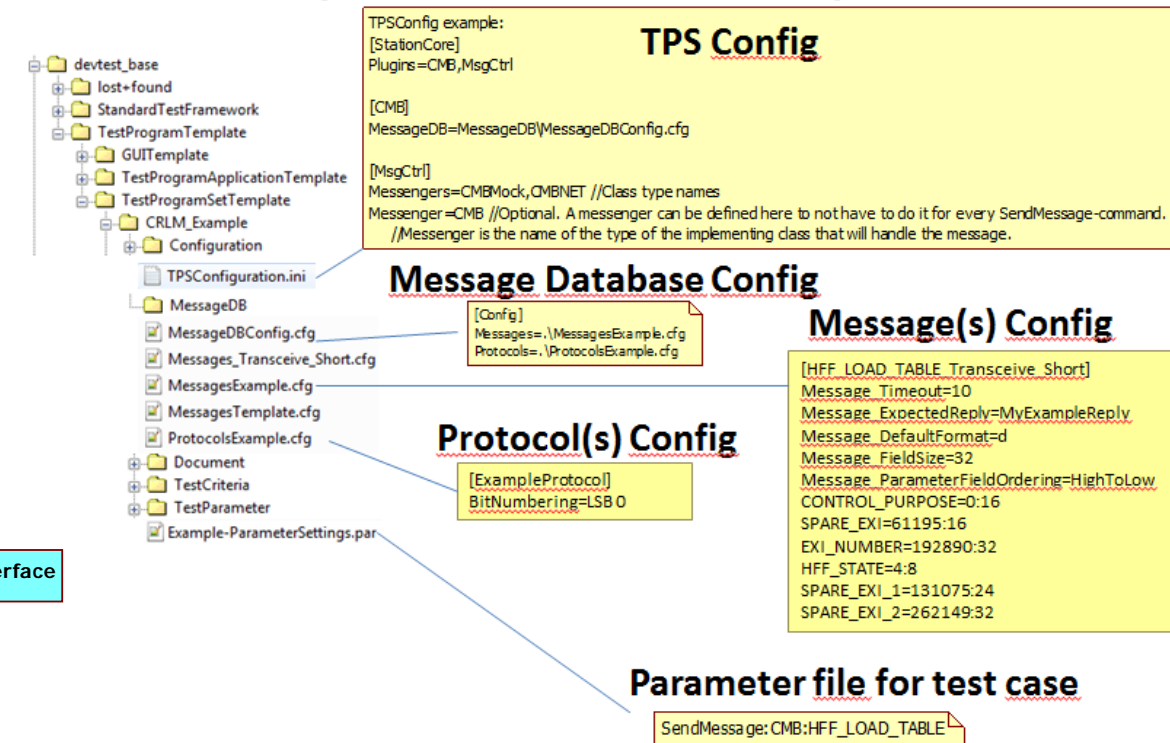 TPSConfig example:
[StationCore]
Plugins=CMB,MsgCtrl
[CMB]
MessageDB=MessageDB\MessageDBConfig.cfg
[MsgCtrl]
Messengers=CMBMock,CMBNET //Class type names
Messenger=CMB //Optional. A messenger can be defined here to not have to do it for every SendMessage-command.
//Messenger is the name of the type of the implementing class that will handle the message.
TPS Config
devtest_base
lost+found
StandardTestFramework
TestProgramTemplate
GUITemplate
TestProgramApplicationTemplate
TestProgramSetTemplate
CRLM_Example
Configuration
TPSConfiguration.ini
MessageDB
MessageDBConfig.cfg
Messages_Transceive_Short.cfg
MessagesExample.cfg
MessagesTemplate.cfg
ProtocolsExample.cfg
Document
TestCriteria
TestParameter
Example-ParameterSettings.par
Message Database Config
[Config]
Messages=.\MessagesExample.cfg
Protocols=.\ProtocolsExample.cfg
Message(s) Config
[HFF_LOAD_TABLE_Transceive_Short]
Message_Timeout=10
Message_ExpectedReply=MyExampleReply
Message_DefaultFormat=d
Message_FieldSize=32
Message_ParameterFieldOrdering=HighToLow
CONTROL_PURPOSE=0:16
SPARE_EXI=61195:16
EXI_NUMBER=192890:32
HFF_STATE=4:8
SPARE_EXI_1=131075:24
SPARE_EXI_2=262149:32
Protocol(s) Config
[ExampleProtocol]
BitNumbering=LSB 0
erface
Parameter file for test case
SendMessage:CMB:HFF_LOAD_TABLE